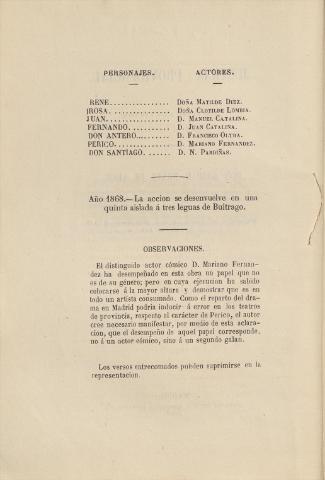 PERSONAJES. ACTORES.
RENE................ DOÑA MATILDE DIEZ.
ROSA................ DOÑA CLOTILDE LOMBIA.
JUAN................ D. MANUEL CATALINA.
FERNANDO............ D. JUAN CATALINA.
DON ANTERO.......... D. FRANCISCO OLTRA.
PERICO.............. D. MARIANO FERNANDEZ.
DON SANTIAGO ...... D. N. PARDIÑAS.
Año 1868.—La accion se desenvuelve en una
quinta aislada á tres leguas de Buitrago.
OBSERVACIONES.
El distinguido actor cómico D. Mariano Fernan-
dez ha desempeñado en esta obra un papel que no
es de su género; pero en cuya ejecucion ha sabido
colocarse á la mayor altura y demostrar que es en
todo un artista consumado. Como el reparto del dra-
ma en Madrid podria inducir á error en los teatros
de provincia, respecto al carácter de Perico, el autor
cree necesario manifestar, por medio de esta aclara-
cion, que el desempeño de aquel papel corresponde,
no á un actor cómico, sino á un segundo galan.
Los versos entrecomados pueden suprimirse en la
representacion.